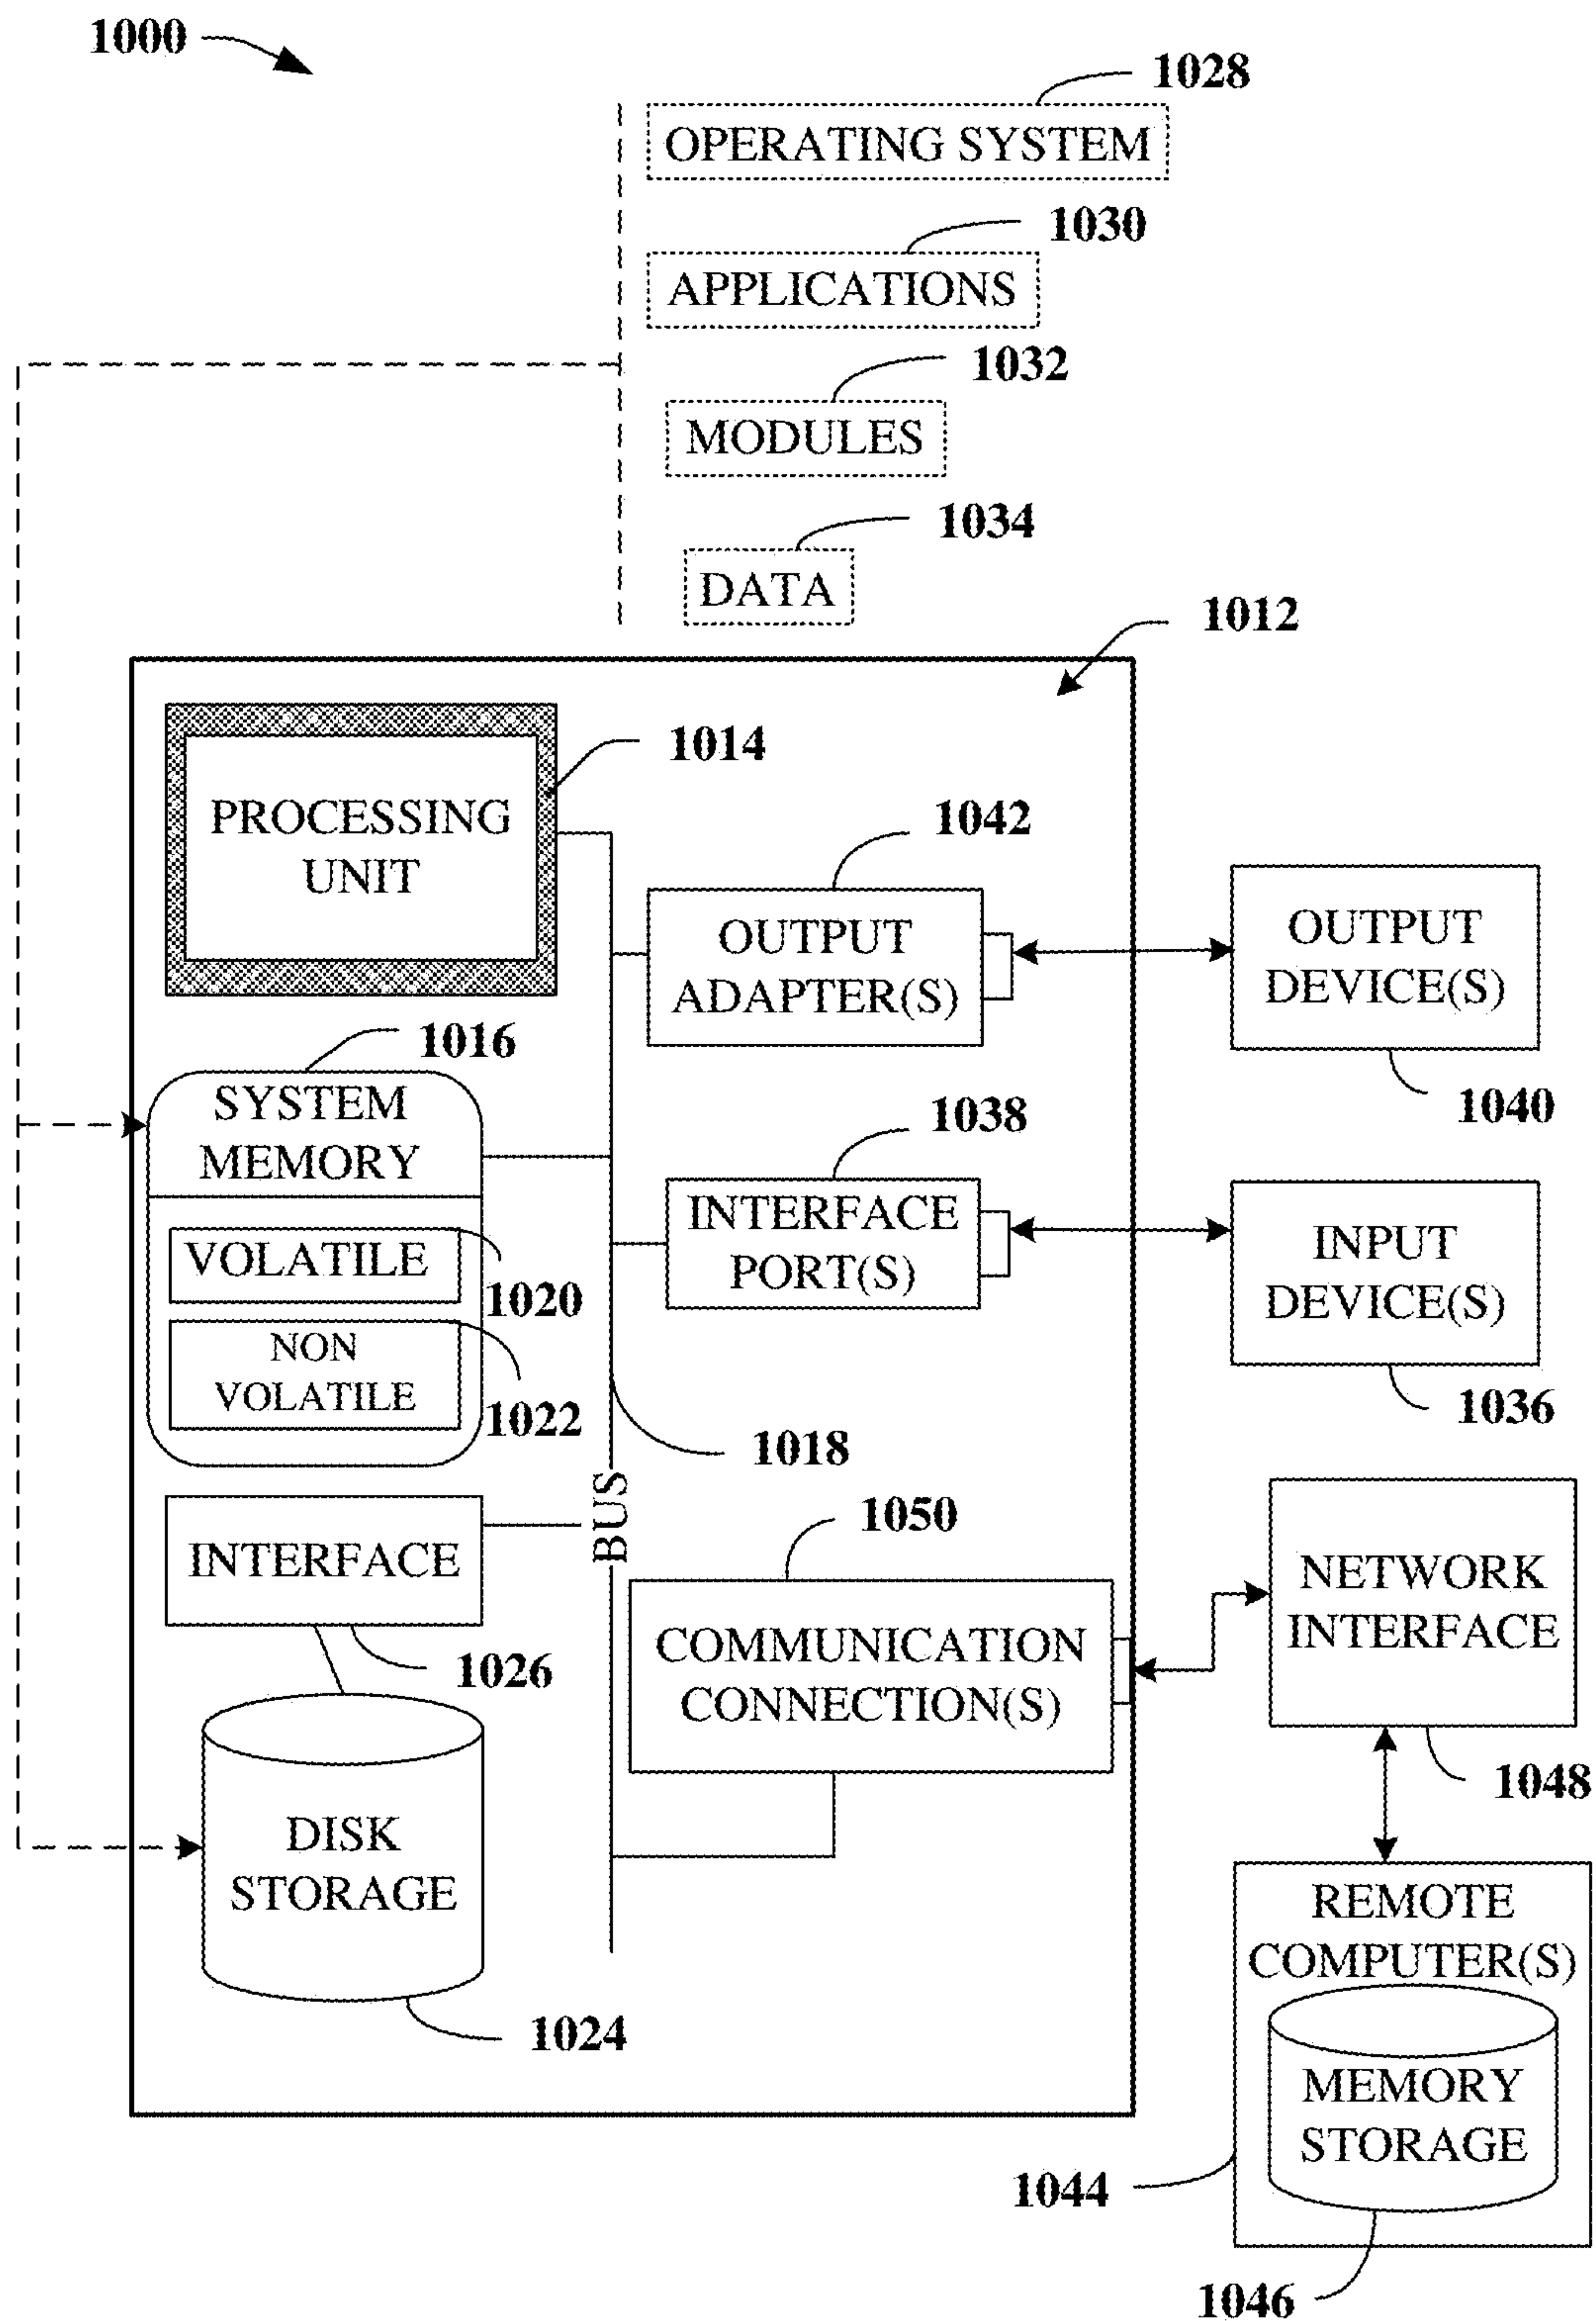 1000
1028
OPERATING SYSTEM
1030
APPLICATIONS
1032
MODULES
1034
DATA
1012
1014
PROCESSING
UNIT
1042
OUTPUT
ADAPTER(S)
OUTPUT
DEVICE(S)
1040
1016
SYSTEM
MEMORY
VOLATILE
1020
NON
VOLATILE
1022
1038
INTERFACE
PORT(S)
INPUT
DEVICE(S)
1036
1018
BUS
INTERFACE
1026
1050
COMMUNICATION
CONNECTION(S)
NETWORK
INTERFACE
1048
DISK
STORAGE
1024
REMOTE
COMPUTER(S)
MEMORY
STORAGE
1044
1046